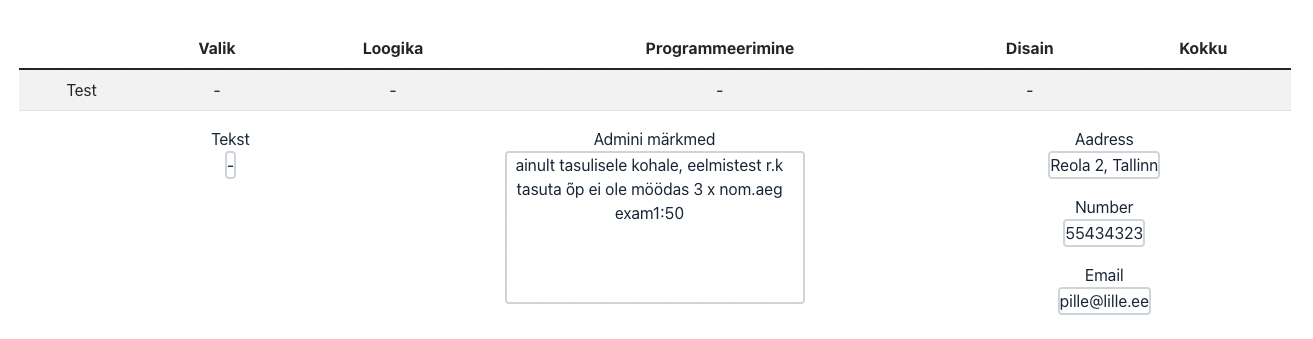 Valik Loogika Programmeerimine Disain Kokku
Test - - - -
Tekst
-
Admini märkmed
ainult tasulisele kohale, eelmistest r.k
tasuta õp ei ole möödas 3 x nom.aeg
exam1:50
Aadress
Reola 2, Tallinn
Number
55434323
Email
pille@lille.ee